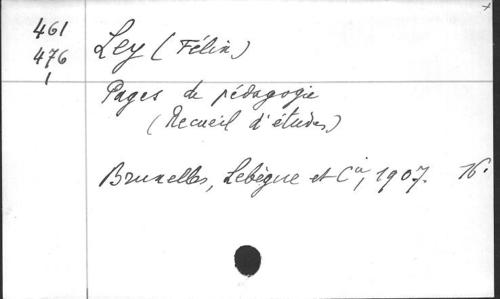 461
476
1
Ley (Félix)
Pages de pédagogie
(Recueil d'études)
Bruxelles, Lebègue et Cie, 1907. 16.